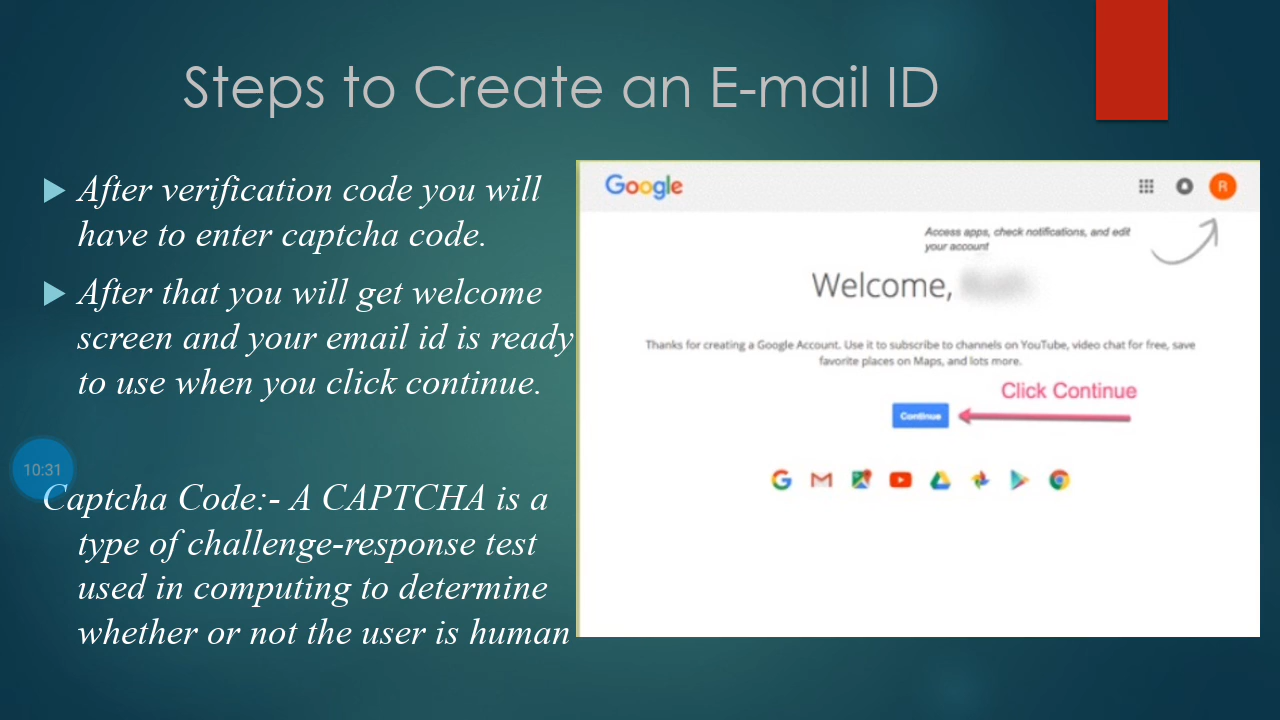 Steps to Create an E-mail ID
After verification code you will
have to enter captcha code.
After that you will get welcome
screen and your email id is ready
to use when you click continue.
10:31
Captcha Code:- A CAPTCHA is a
type of challenge-response test
used in computing to determine
whether or not the user is human
Google
R
Access apps, check notifications, and edit
your account
Welcome,
Thanks for creating a Google Account. Use it to subscribe to channels on YouTube, video chat for free, save
favorite places on Maps, and lots more.
Click Continue
Continue